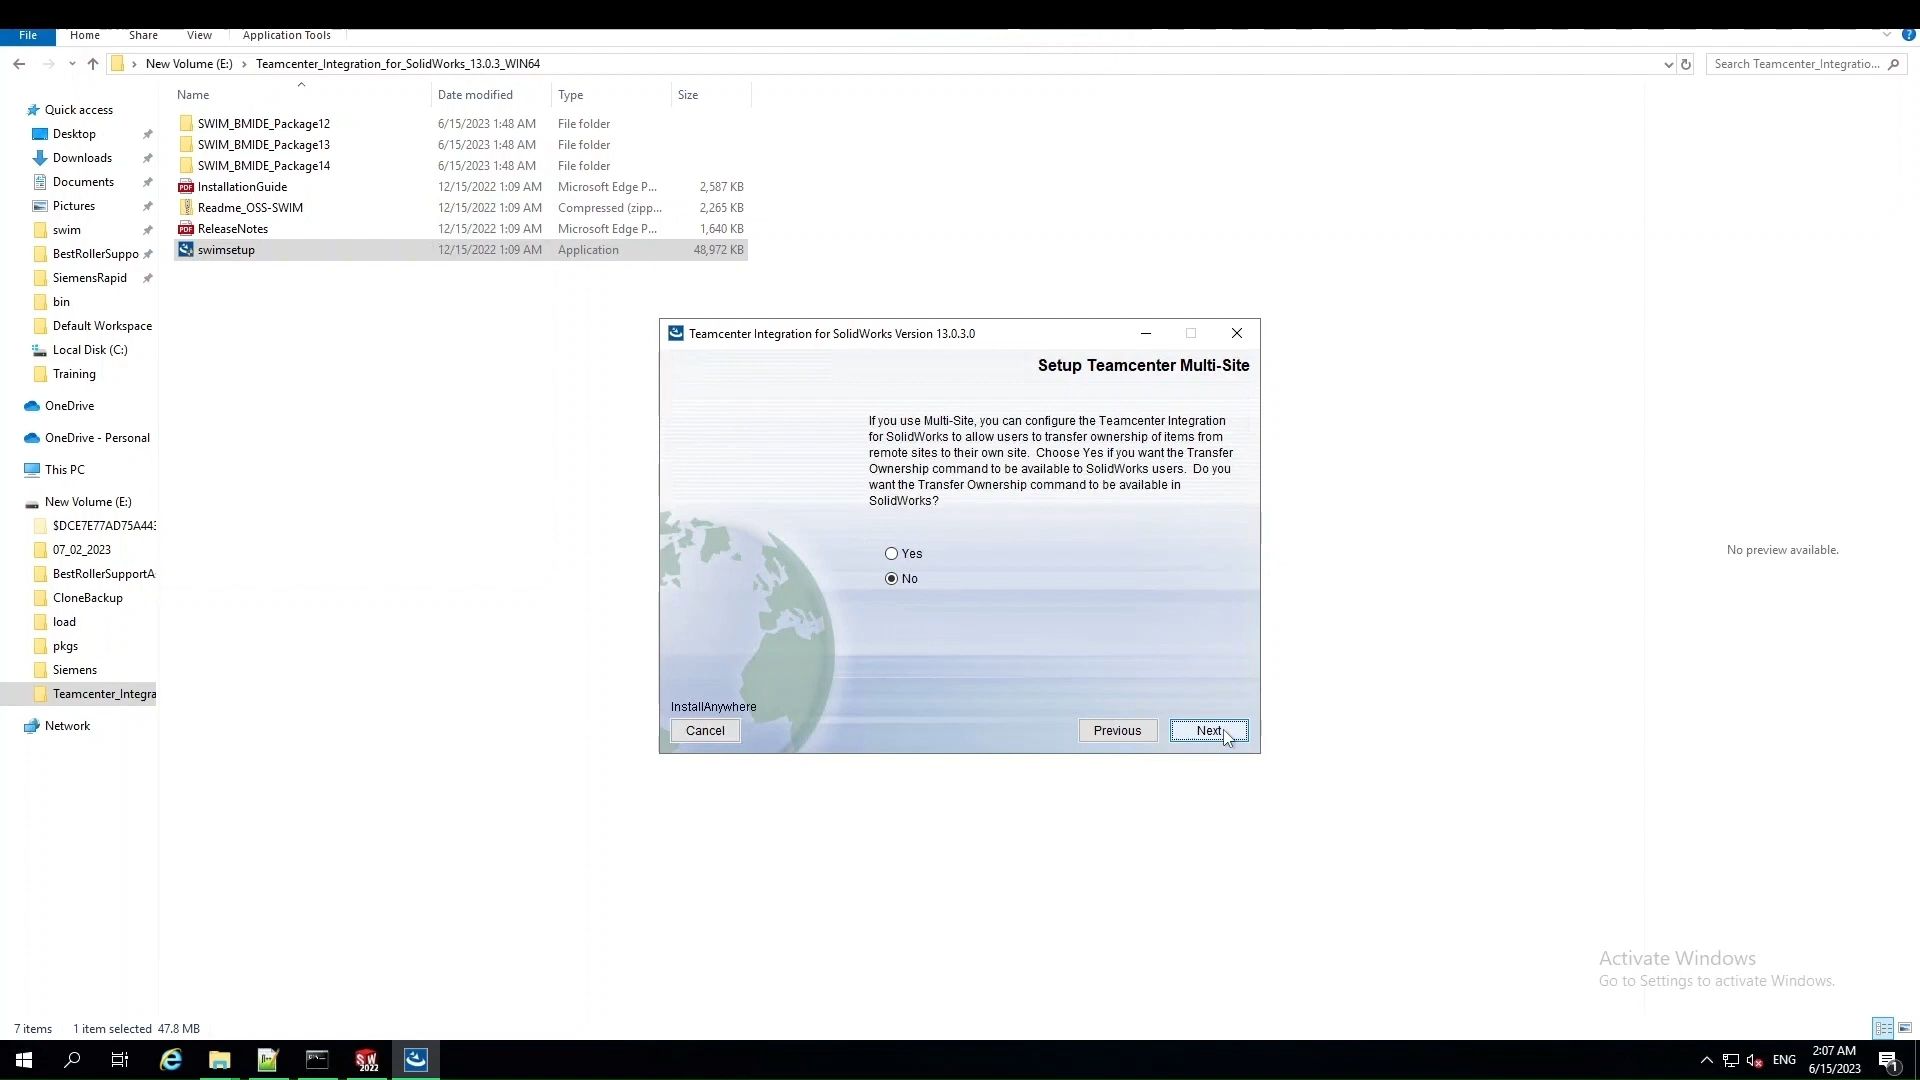 File Home Share View Application Tools
New Volume (E:) Teamcenter_Integration_for_SolidWorks_13.0.3_WIN64
Search Teamcenter_Integratio...
Name Date modified Type Size
SWIM_BMIDE_Package12 6/15/2023 1:48 AM File folder
SWIM_BMIDE_Package13 6/15/2023 1:48 AM File folder
SWIM_BMIDE_Package14 6/15/2023 1:48 AM File folder
InstallationGuide 12/15/2022 1:09 AM Microsoft Edge P... 2,587 KB
Readme_OSS-SWIM 12/15/2022 1:09 AM Compressed (zipp... 2,265 KB
ReleaseNotes 12/15/2022 1:09 AM Microsoft Edge P... 1,640 KB
swimsetup 12/15/2022 1:09 AM Application 48,972 KB
Quick access
Desktop
Downloads
Documents
Pictures
swim
BestRollerSuppo
SiemensRapid
bin
Default Workspace
Local Disk (C:)
Training
OneDrive
OneDrive - Personal
This PC
New Volume (E:)
$DCE7E77AD75A443
07_02_2023
BestRollerSupportA
CloneBackup
load
pkgs
Siemens
Teamcenter_Integra
Network
Teamcenter Integration for SolidWorks Version 13.0.3.0
Setup Teamcenter Multi-Site
If you use Multi-Site, you can configure the Teamcenter Integration
for SolidWorks to allow users to transfer ownership of items from
remote sites to their own site. Choose Yes if you want the Transfer
Ownership command to be available to SolidWorks users. Do you
want the Transfer Ownership command to be available in
SolidWorks?
Yes
No
InstallAnywhere
Cancel Previous Next
No preview available.
Activate Windows
Go to Settings to activate Windows.
7 items 1 item selected 47.8 MB
SW
2022
ENG
2:07 AM
6/15/2023
1